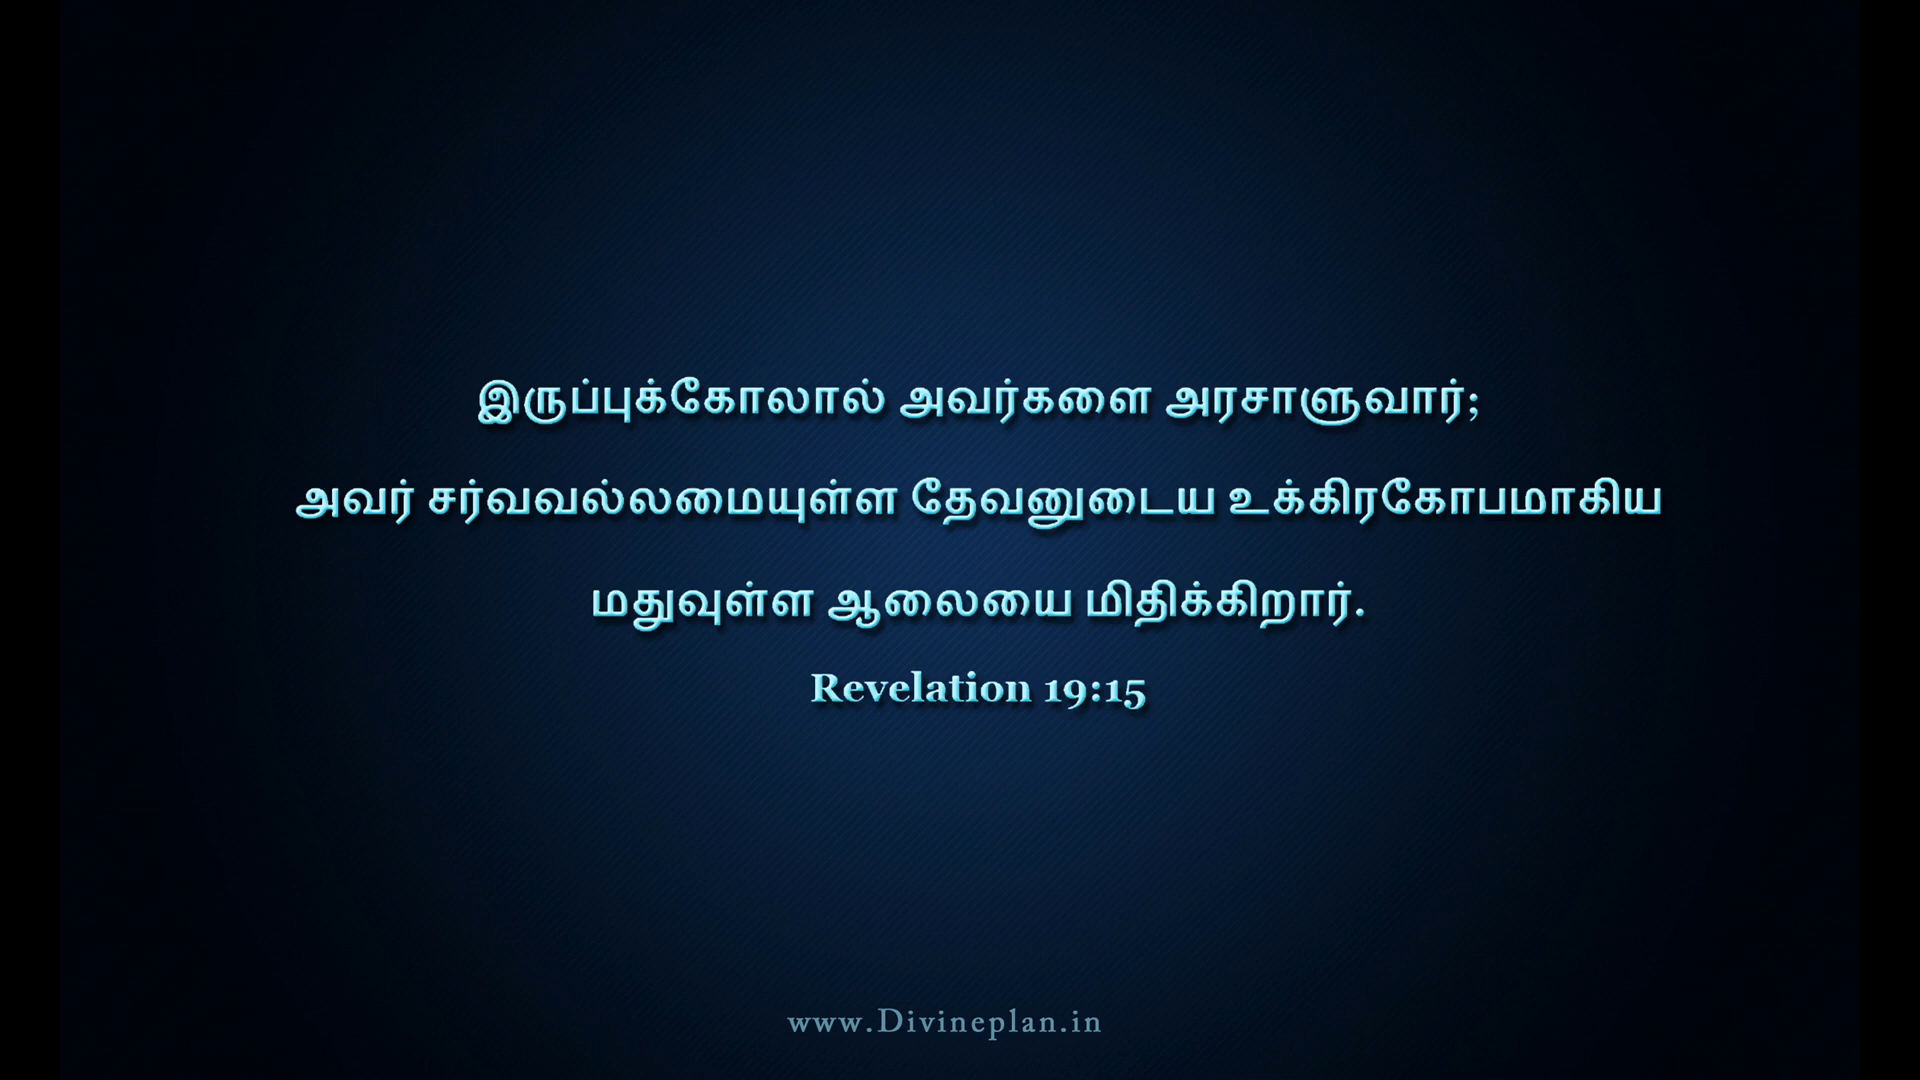 இருப்புக்கோலால் அவர்களை அரசாளுவார்;
அவர் சர்வவல்லமையுள்ள தேவனுடைய உக்கிரகோபமாகிய
மதுவுள்ள ஆலையை மிதிக்கிறார்.
Revelation 19:15
www.Divineplan.in